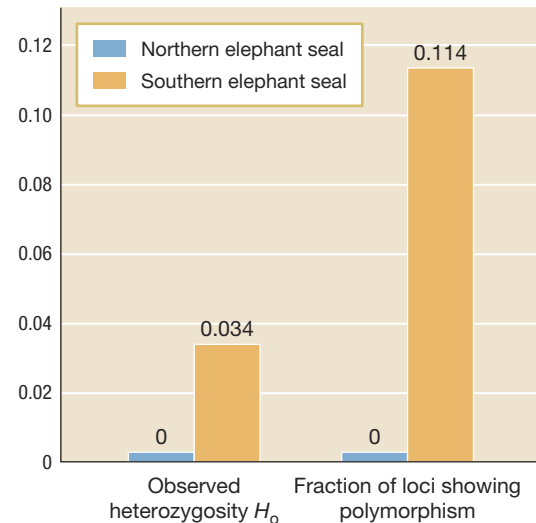 0.12
0.10
0.08
0.06
0.04
0.02
0
Northern elephant seal
Southern elephant seal
0
0.034
0
0.114
Observed
heterozygosity Hₒ
Fraction of loci showing
polymorphism